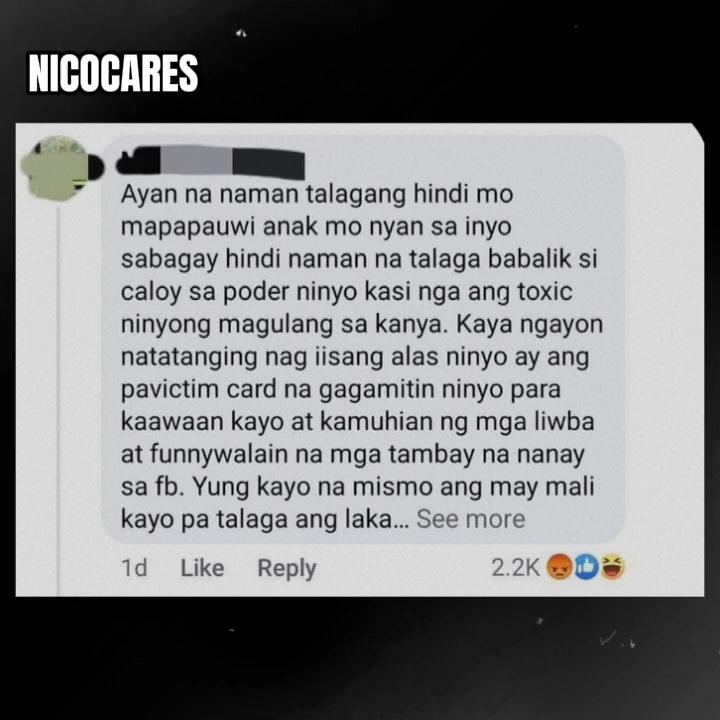 NICOCARES
Ayan na naman talagang hindi mo
mapapauwi anak mo nyan sa inyo
sabagay hindi naman na talaga babalik si
caloy sa poder ninyo kasi nga ang toxic
ninyong magulang sa kanya. Kaya ngayon
natatanging nag iisang alas ninyo ay ang
pavictim card na gagamitin ninyo para
kaawaan kayo at kamuhian ng mga liwba
at funnywalain na mga tambay na nanay
sa fb. Yung kayo na mismo ang may mali
kayo pa talaga ang laka... See more
1d Like Reply 2.2K